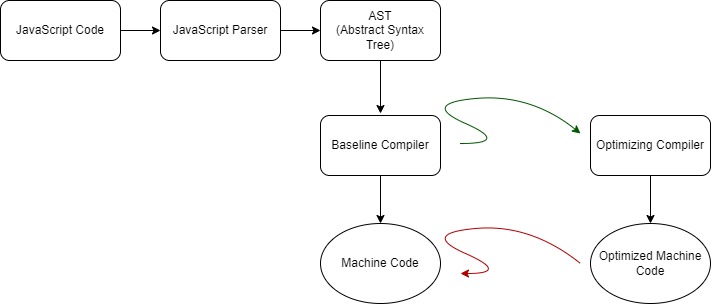 JavaScript Code
JavaScript Parser
AST
(Abstract Syntax
Tree)
Baseline Compiler
Optimizing Compiler
Machine Code
Optimized Machine
Code